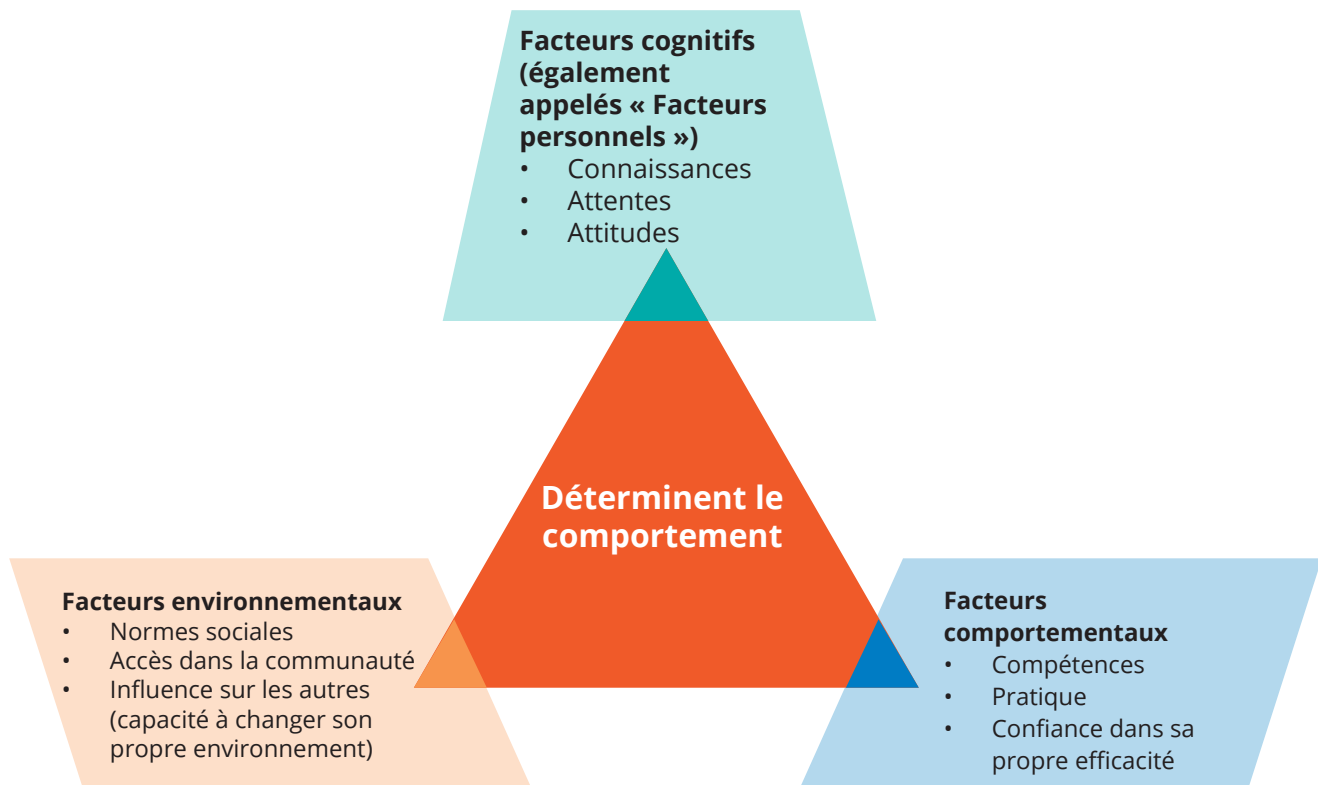 Facteurs cognitifs
(également
appelés « Facteurs
personnels »)
• Connaissances
• Attentes
• Attitudes
Déterminent le
comportement
Facteurs environnementaux
• Normes sociales
• Accès dans la communauté
• Influence sur les autres
(capacité à changer son
propre environnement)
Facteurs
comportementaux
• Compétences
• Pratique
• Confiance dans sa
propre efficacité